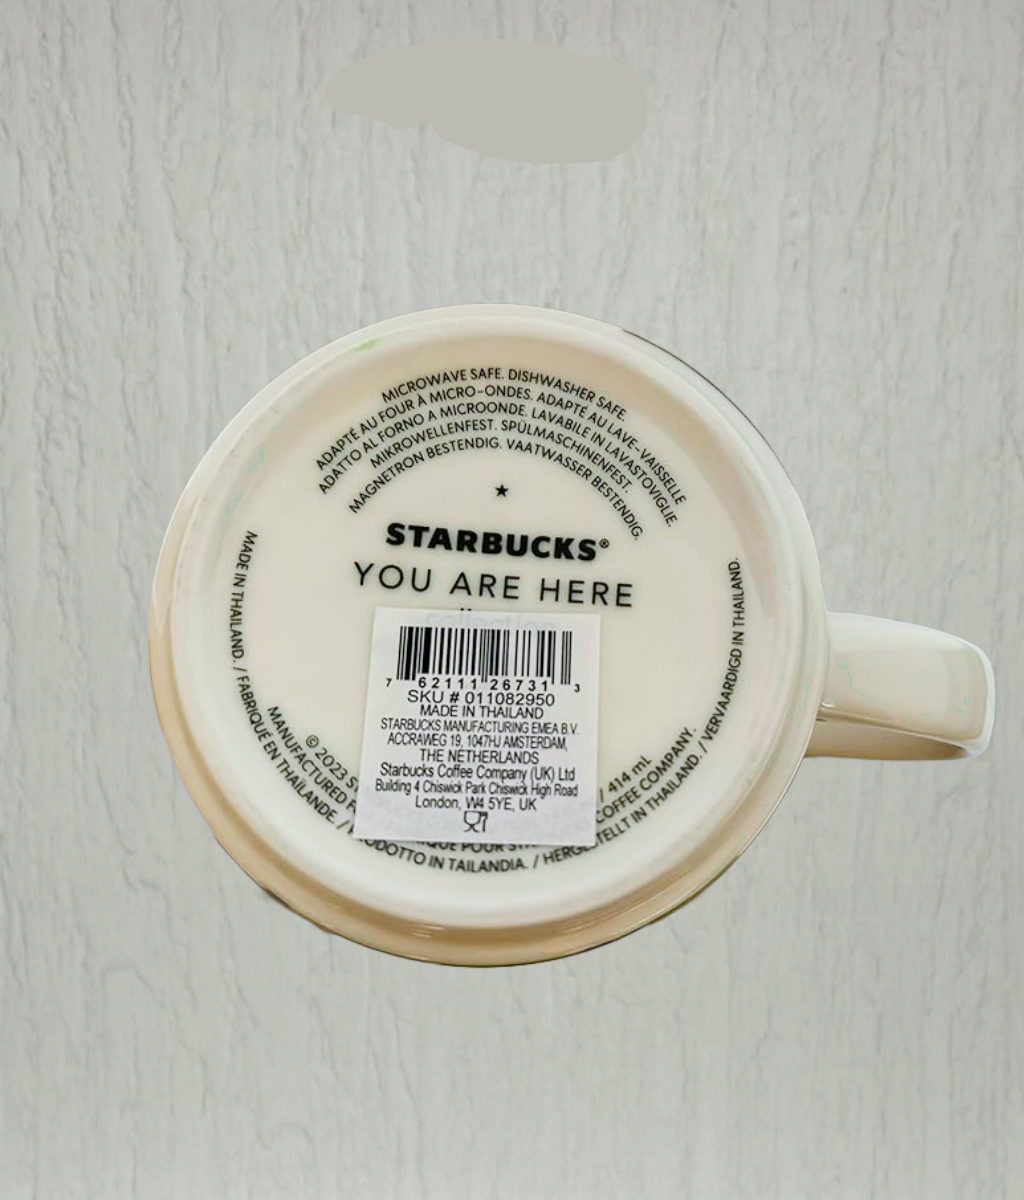 MICROWAVE SAFE. DISHWASHER SAFE.
ADAPTÉ AU FOUR À MICRO-ONDES. ADAPTÉ AU LAVE-VAISSELLE
ADATTO AL FORNO A MICROONDE. LAVABILE IN LAVASTOVIGLIE.
MIKROWELLENFEST. SPÜLMASCHINENFEST.
MAGNETRON BESTENDIG. VAATWASSER BESTENDIG.
★
STARBUCKS®
YOU ARE HERE
collection
7 62111 26731 3
SKU # 011082950
MADE IN THAILAND
STARBUCKS MANUFACTURING EMEA B.V.
ACCRAWEG 19, 1047HJ AMSTERDAM,
THE NETHERLANDS
Starbucks Coffee Company (UK) Ltd
Building 4 Chiswick Park Chiswick High Road
London, W4 5YE, UK
© 2023 / 414 mL
MANUFACTURED POUR COFFEE COMPANY.
MADE IN THAILAND. / FABRIQUÉ EN THAÏLANDE. / PRODOTTO IN TAILANDIA. / HERGESTELLT IN THAILAND. / VERVAARDIGD IN THAILAND.